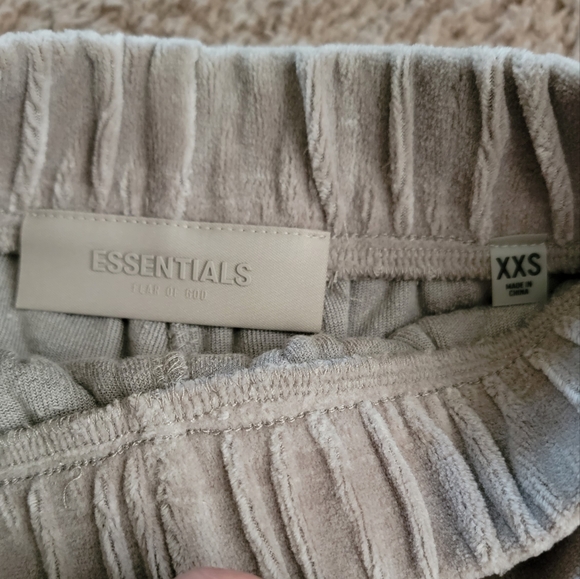 ESSENTIALS
FEAR OF GOD
XXS
MADE IN
CHINA